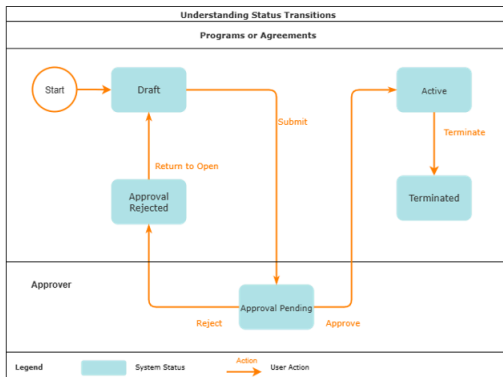 Understanding Status Transitions
Programs or Agreements
Start
Draft
Active
Submit
Terminate
Return to Open
Approval
Rejected
Terminated
Approver
Approval Pending
Reject
Approve
Legend
System Status
Action
User Action